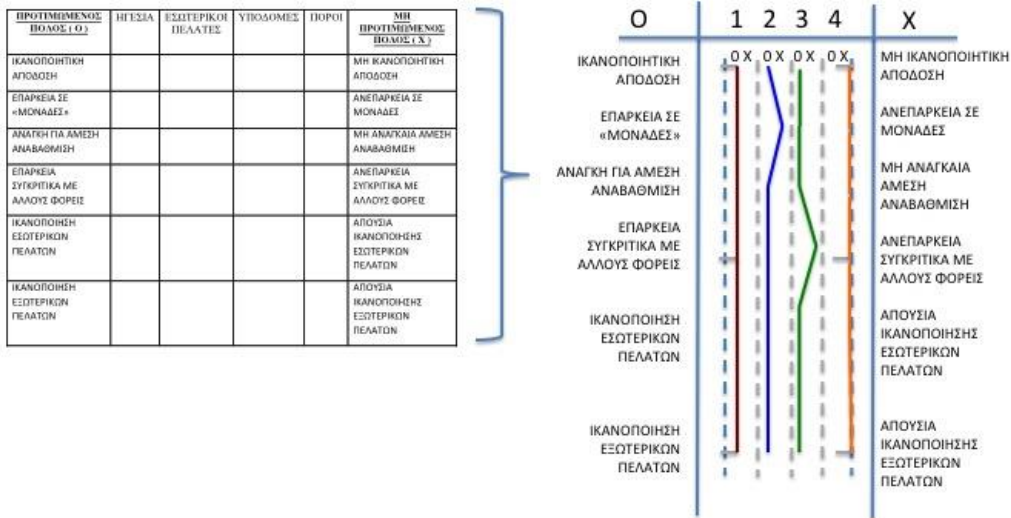 ΠΡΟΤΙΜΩΜΕΝΟΣ
ΠΟΛΟΣ ( Ο )
ΗΓΕΣΙΑ
ΕΣΩΤΕΡΙΚΟΙ
ΠΕΛΑΤΕΣ
ΥΠΟΔΟΜΕΣ
ΠΟΡΟΙ
ΜΗ
ΠΡΟΤΙΜΩΜΕΝΟΣ
ΠΟΛΟΣ ( Χ )
ΙΚΑΝΟΠΟΙΗΤΙΚΗ
ΑΠΟΔΟΣΗ
ΜΗ ΙΚΑΝΟΠΟΙΗΤΙΚΗ
ΑΠΟΔΟΣΗ
ΕΠΑΡΚΕΙΑ ΣΕ
«ΜΟΝΑΔΕΣ»
ΑΝΕΠΑΡΚΕΙΑ ΣΕ
ΜΟΝΑΔΕΣ
ΑΝΑΓΚΗ ΓΙΑ ΑΜΕΣΗ
ΑΝΑΒΑΘΜΙΣΗ
ΜΗ ΑΝΑΓΚΑΙΑ ΑΜΕΣΗ
ΑΝΑΒΑΘΜΙΣΗ
ΕΠΑΡΚΕΙΑ
ΣΥΓΚΡΙΤΙΚΑ ΜΕ
ΑΛΛΟΥΣ ΦΟΡΕΙΣ
ΑΝΕΠΑΡΚΕΙΑ
ΣΥΓΚΡΙΤΙΚΑ ΜΕ
ΑΛΛΟΥΣ ΦΟΡΕΙΣ
ΙΚΑΝΟΠΟΙΗΣΗ
ΕΣΩΤΕΡΙΚΩΝ
ΠΕΛΑΤΩΝ
ΑΠΟΥΣΙΑ
ΙΚΑΝΟΠΟΙΗΣΗΣ
ΕΣΩΤΕΡΙΚΩΝ
ΠΕΛΑΤΩΝ
ΙΚΑΝΟΠΟΙΗΣΗ
ΕΞΩΤΕΡΙΚΩΝ
ΠΕΛΑΤΩΝ
ΑΠΟΥΣΙΑ
ΙΚΑΝΟΠΟΙΗΣΗΣ
ΕΞΩΤΕΡΙΚΩΝ
ΠΕΛΑΤΩΝ
Ο 1 2 3 4 Χ
Ο Χ Ο Χ Ο Χ Ο Χ
ΙΚΑΝΟΠΟΙΗΤΙΚΗ
ΑΠΟΔΟΣΗ
ΜΗ ΙΚΑΝΟΠΟΙΗΤΙΚΗ
ΑΠΟΔΟΣΗ
ΕΠΑΡΚΕΙΑ ΣΕ
«ΜΟΝΑΔΕΣ»
ΑΝΕΠΑΡΚΕΙΑ ΣΕ
ΜΟΝΑΔΕΣ
ΑΝΑΓΚΗ ΓΙΑ ΑΜΕΣΗ
ΑΝΑΒΑΘΜΙΣΗ
ΜΗ ΑΝΑΓΚΑΙΑ
ΑΜΕΣΗ
ΑΝΑΒΑΘΜΙΣΗ
ΕΠΑΡΚΕΙΑ
ΣΥΓΚΡΙΤΙΚΑ ΜΕ
ΑΛΛΟΥΣ ΦΟΡΕΙΣ
ΑΝΕΠΑΡΚΕΙΑ
ΣΥΓΚΡΙΤΙΚΑ ΜΕ
ΑΛΛΟΥΣ ΦΟΡΕΙΣ
ΙΚΑΝΟΠΟΙΗΣΗ
ΕΣΩΤΕΡΙΚΩΝ
ΠΕΛΑΤΩΝ
ΑΠΟΥΣΙΑ
ΙΚΑΝΟΠΟΙΗΣΗΣ
ΕΣΩΤΕΡΙΚΩΝ
ΠΕΛΑΤΩΝ
ΙΚΑΝΟΠΟΙΗΣΗ
ΕΞΩΤΕΡΙΚΩΝ
ΠΕΛΑΤΩΝ
ΑΠΟΥΣΙΑ
ΙΚΑΝΟΠΟΙΗΣΗΣ
ΕΞΩΤΕΡΙΚΩΝ
ΠΕΛΑΤΩΝ